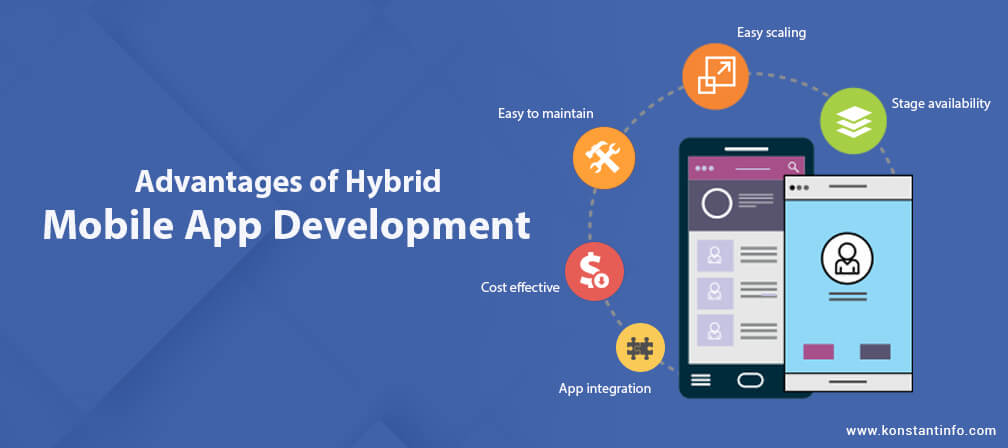 Advantages of Hybrid
Mobile App Development
Easy scaling
Stage availability
Easy to maintain
Cost effective
App integration
www.konstantinfo.com